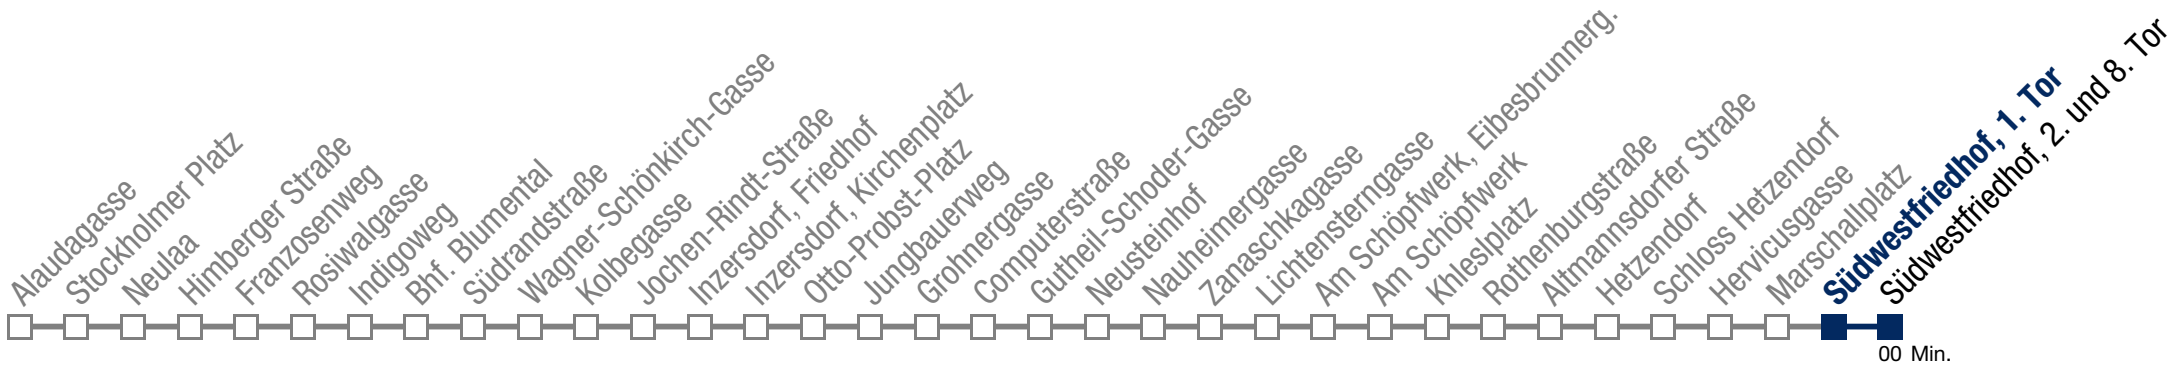 Alaudagasse
Stockholmer Platz
Neulaa
Himberger Straße
Franzosenweg
Rosiwalgasse
Indigoweg
Bhf. Blumental
Südrandstraße
Wagner-Schönkirch-Gasse
Kolbegasse
Jochen-Rindt-Straße
Inzersdorf, Friedhof
Inzersdorf, Kirchenplatz
Otto-Probst-Platz
Jungbauerweg
Grohnergasse
Computerstraße
Gutheil-Schoder-Gasse
Neusteinhof
Nauheimergasse
Zanaschkagasse
Lichtensterngasse
Am Schöpfwerk, Eibesbrunnerg.
Am Schöpfwerk
Khleslplatz
Rothenburgstraße
Altmannsdorfer Straße
Hetzendorf
Schloss Hetzendorf
Hervicusgasse
Marschallplatz
Südwestfriedhof, 1. Tor
Südwestfriedhof, 2. und 8. Tor
00 Min.